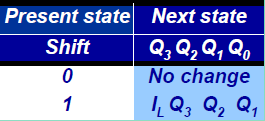 Present state Next state
Shift Q3 Q2 Q1 Q0
0 No change
1 IL Q3 Q2 Q1